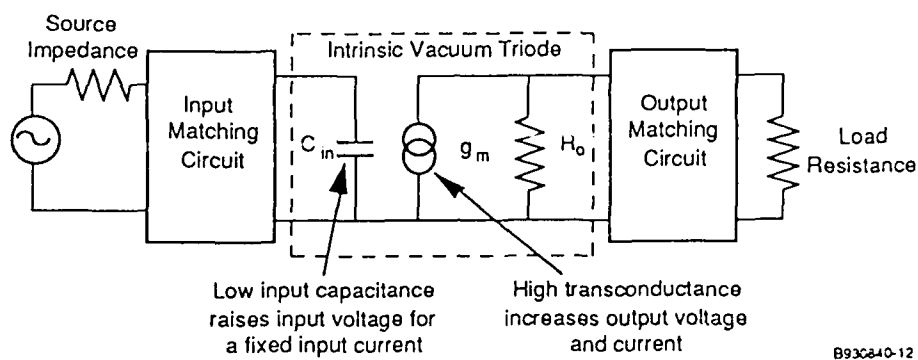 Source
Impedance
Intrinsic Vacuum Triode
Input
Matching
Circuit
C in
g m
R o
Output
Matching
Circuit
Load
Resistance
Low input capacitance
raises input voltage for
a fixed input current
High transconductance
increases output voltage
and current
B930840-12